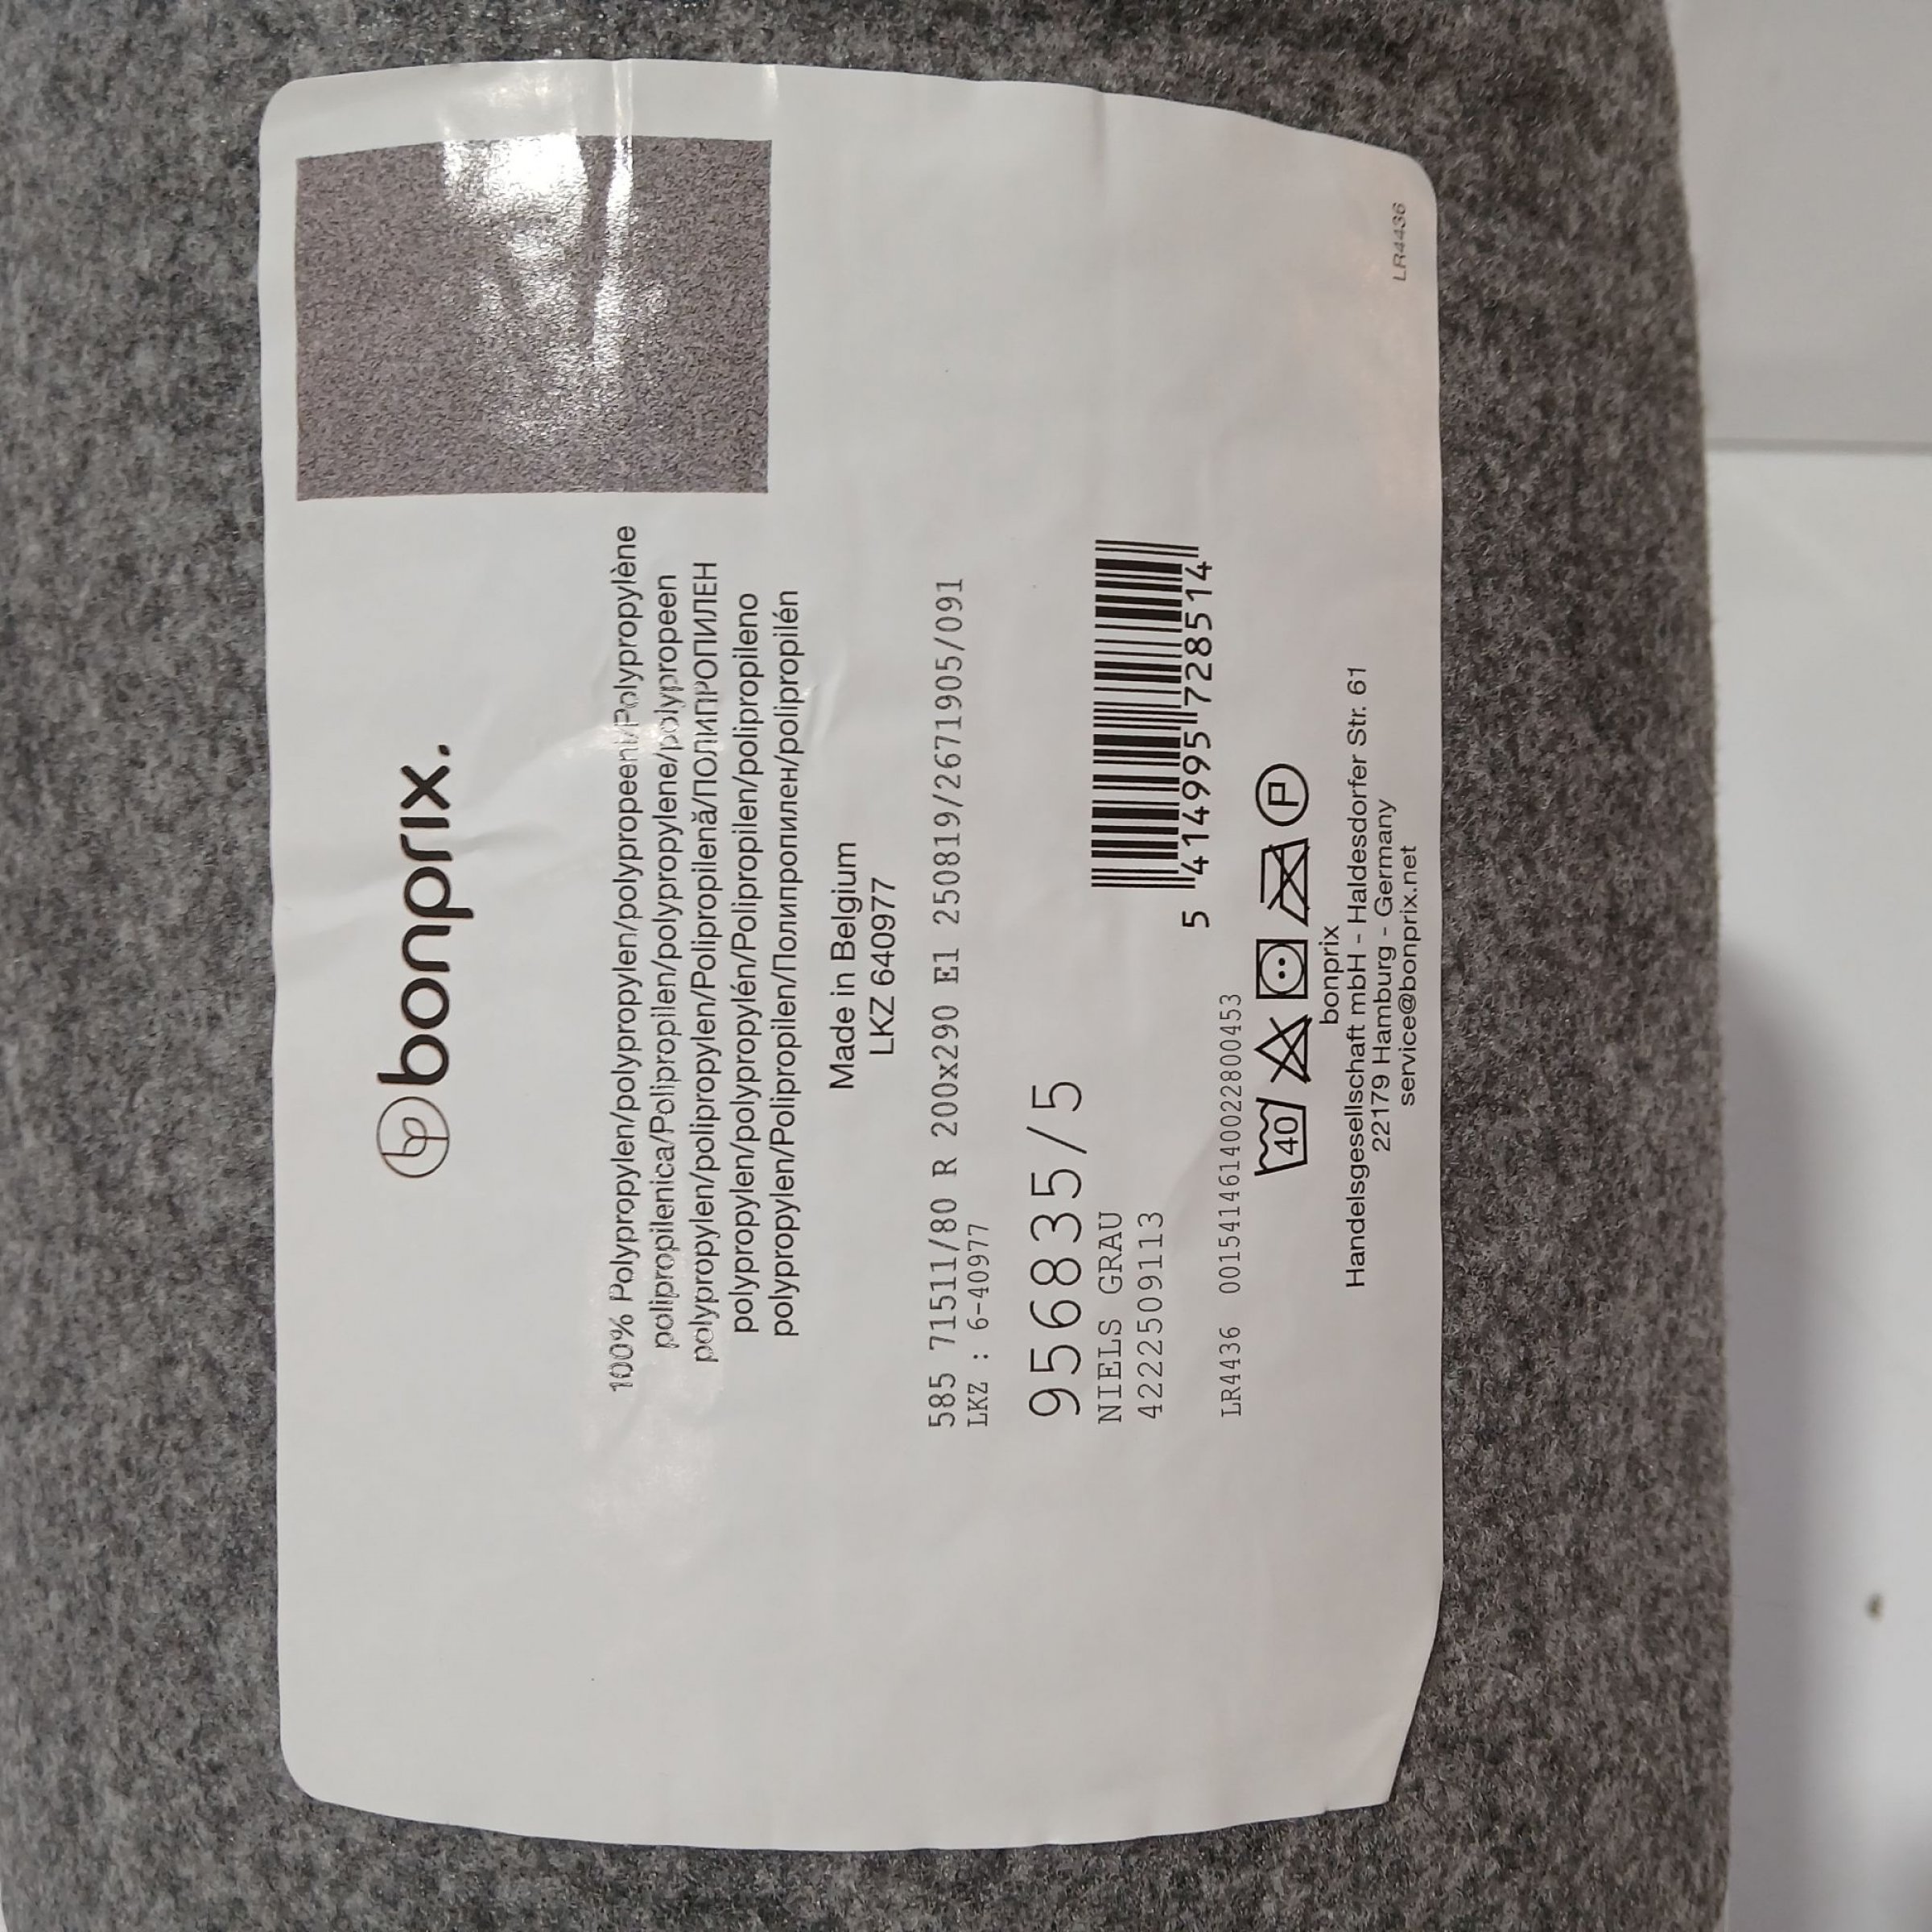 bonprix.
100% Polypropylen/polypropylen/polypropeen/Polypropylène
polipropilenica/Polipropilen/polypropylene/polypropeen
polypropylen/polipropylen/Polipropilenă/ПОЛИПРОПИЛЕН
polypropylen/polypropylén/Polipropilen/polipropileno
polypropylen/Polipropilen/Полипропилен/polipropilén
Made in Belgium
LKZ 640977
585 71511/80 R 200x290 E1 250819/2671905/091
LKZ : 6-40977
956835/5
NIELS GRAU
4222509113
5 414995 728514
LR4436 00154146140022800453
40 P
bonprix
Handelsgesellschaft mbH - Haldesdorfer Str. 61
22179 Hamburg - Germany
service@bonprix.net
LR4436